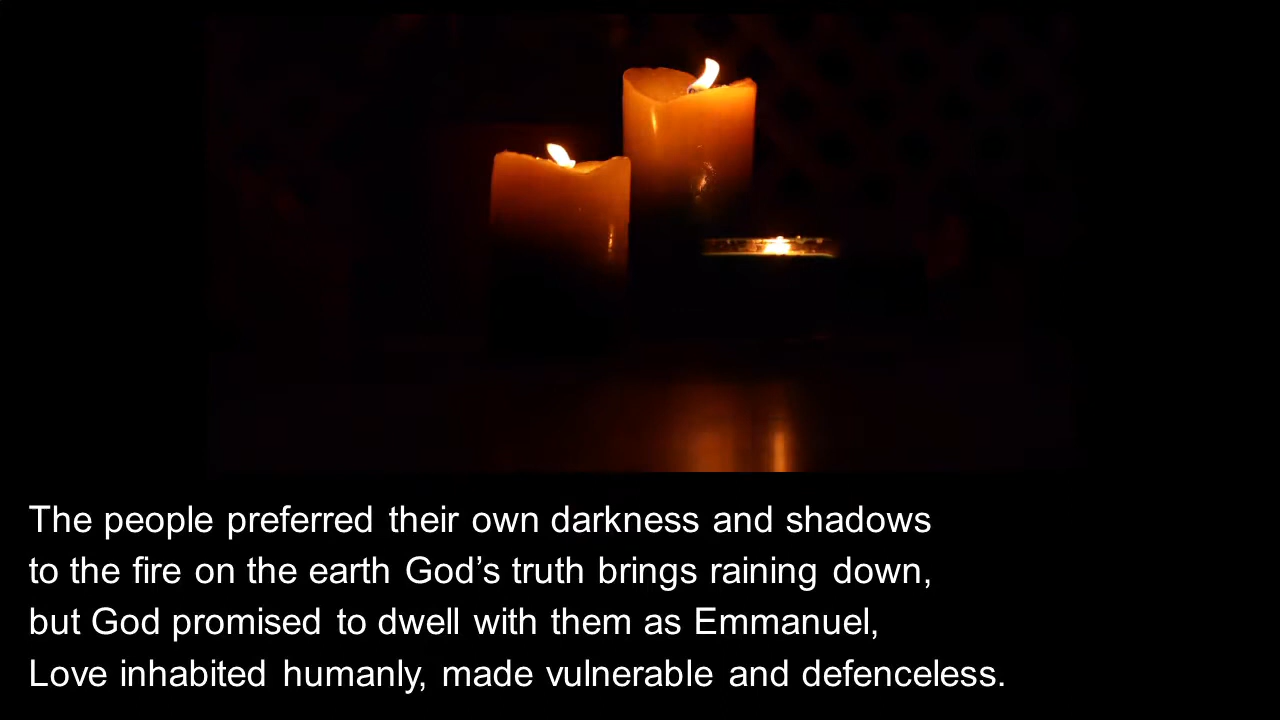 The people preferred their own darkness and shadows
to the fire on the earth God’s truth brings raining down,
but God promised to dwell with them as Emmanuel,
Love inhabited humanly, made vulnerable and defenceless.